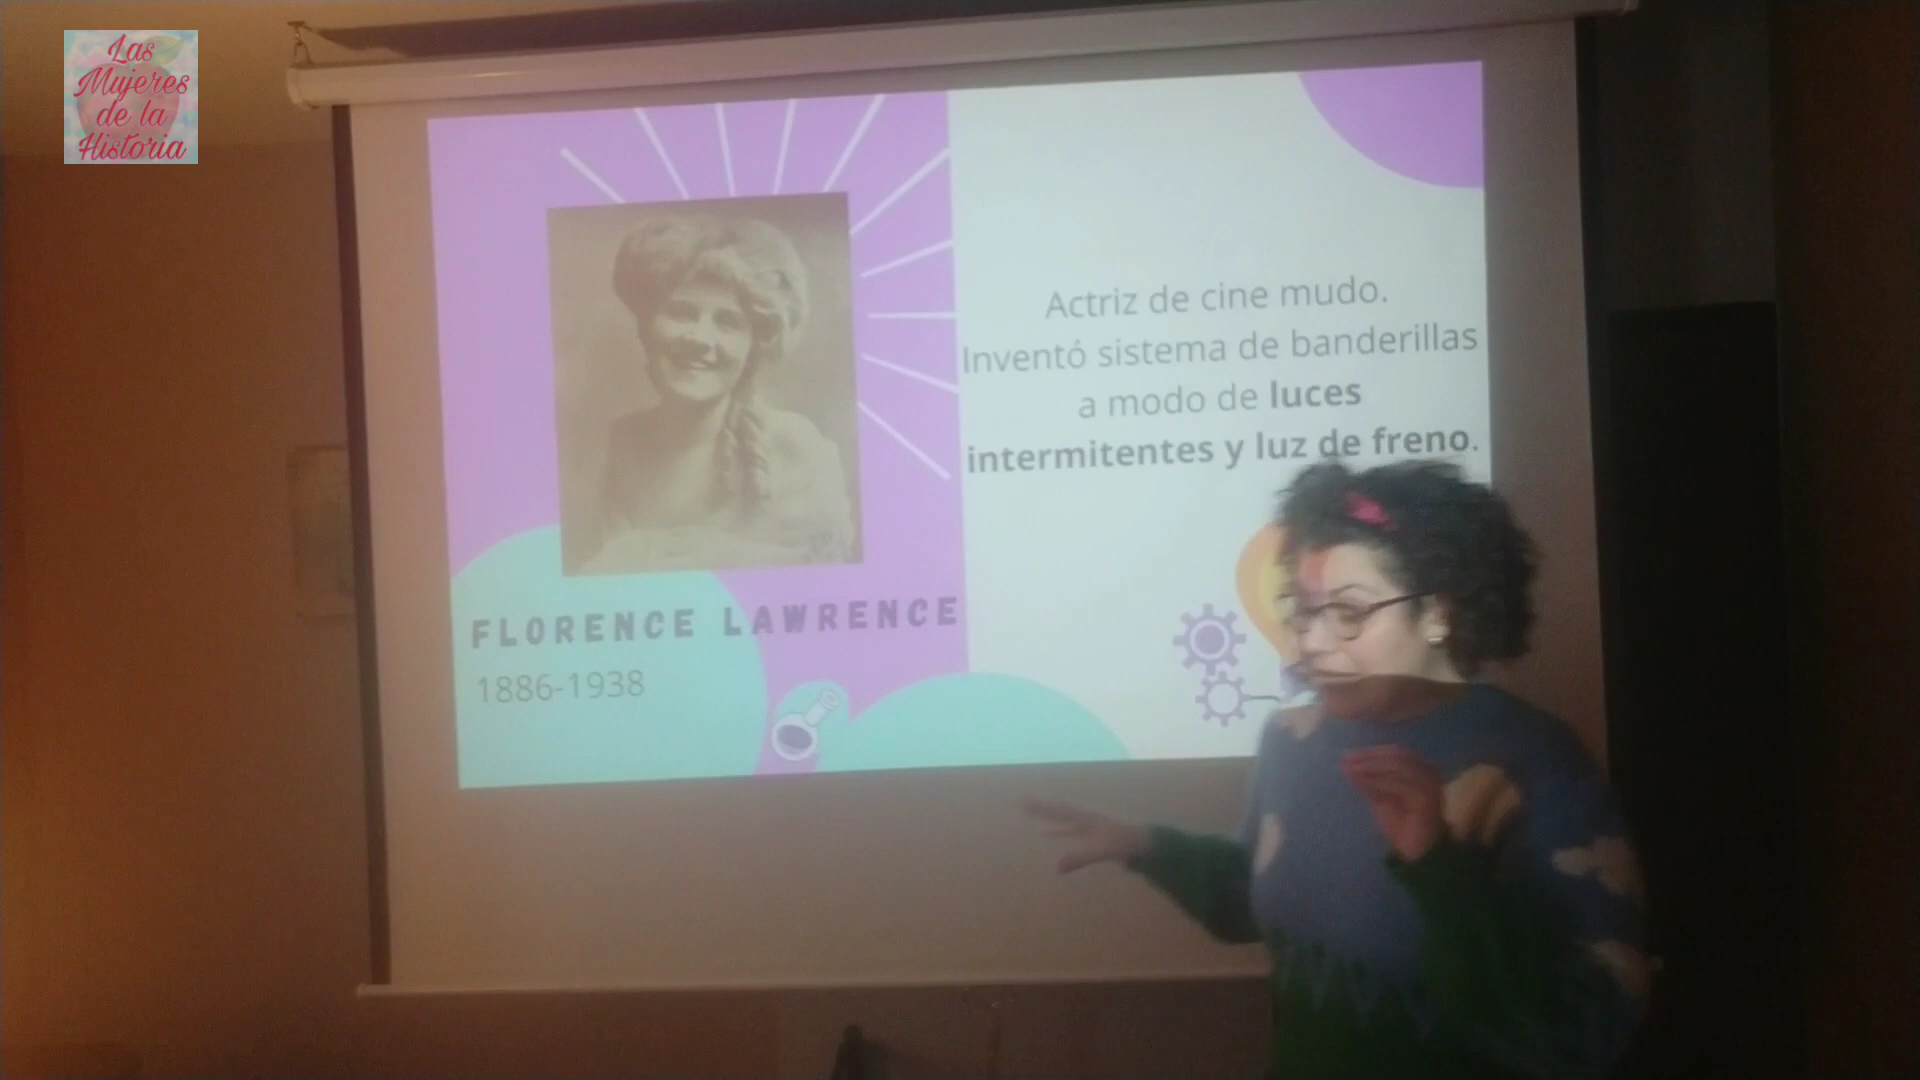 Las
Mujeres
de la
Historia
Actriz de cine mudo.
Inventó sistema de banderillas
a modo de luces
intermitentes y luz de freno.
FLORENCE LAWRENCE
1886-1938